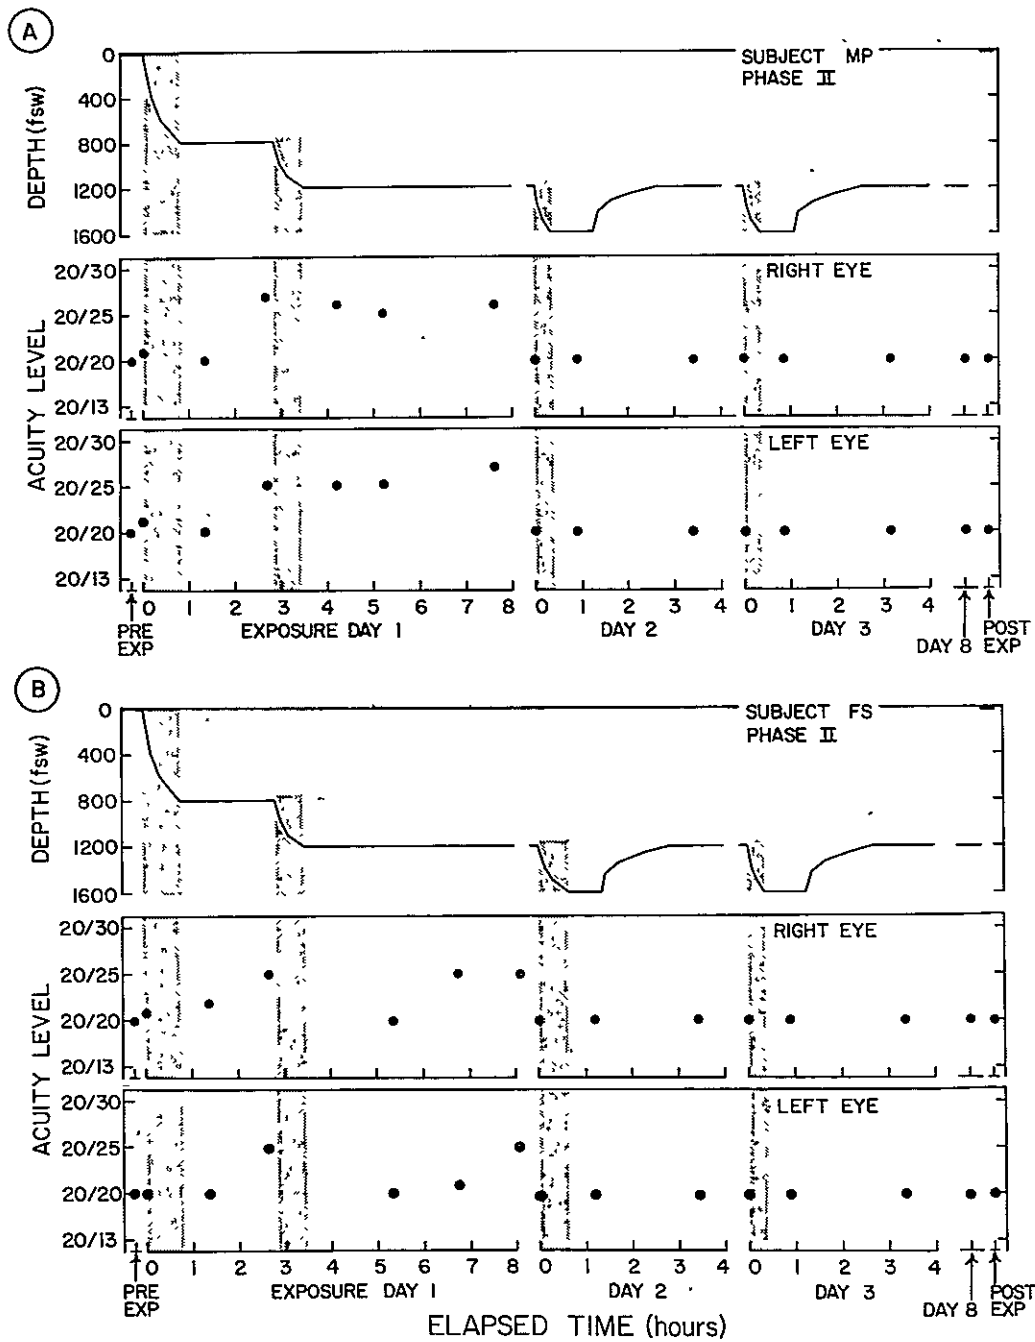 A
SUBJECT MP
PHASE II
DEPTH (fsw)
0
400
800
1200
1600
RIGHT EYE
ACUITY LEVEL
20/30
20/25
20/20
20/13
LEFT EYE
20/30
20/25
20/20
20/13
0 1 2 3 4 5 6 7 8 0 1 2 3 4 0 1 2 3 4
PRE EXP
EXPOSURE DAY 1
DAY 2
DAY 3
DAY 8
POST EXP
B
SUBJECT FS
PHASE II
DEPTH (fsw)
0
400
800
1200
1600
RIGHT EYE
ACUITY LEVEL
20/30
20/25
20/20
20/13
LEFT EYE
20/30
20/25
20/20
20/13
0 1 2 3 4 5 6 7 8 0 1 2 3 4 0 1 2 3 4
PRE EXP
EXPOSURE DAY 1
DAY 2
DAY 3
DAY 8
POST EXP
ELAPSED TIME (hours)